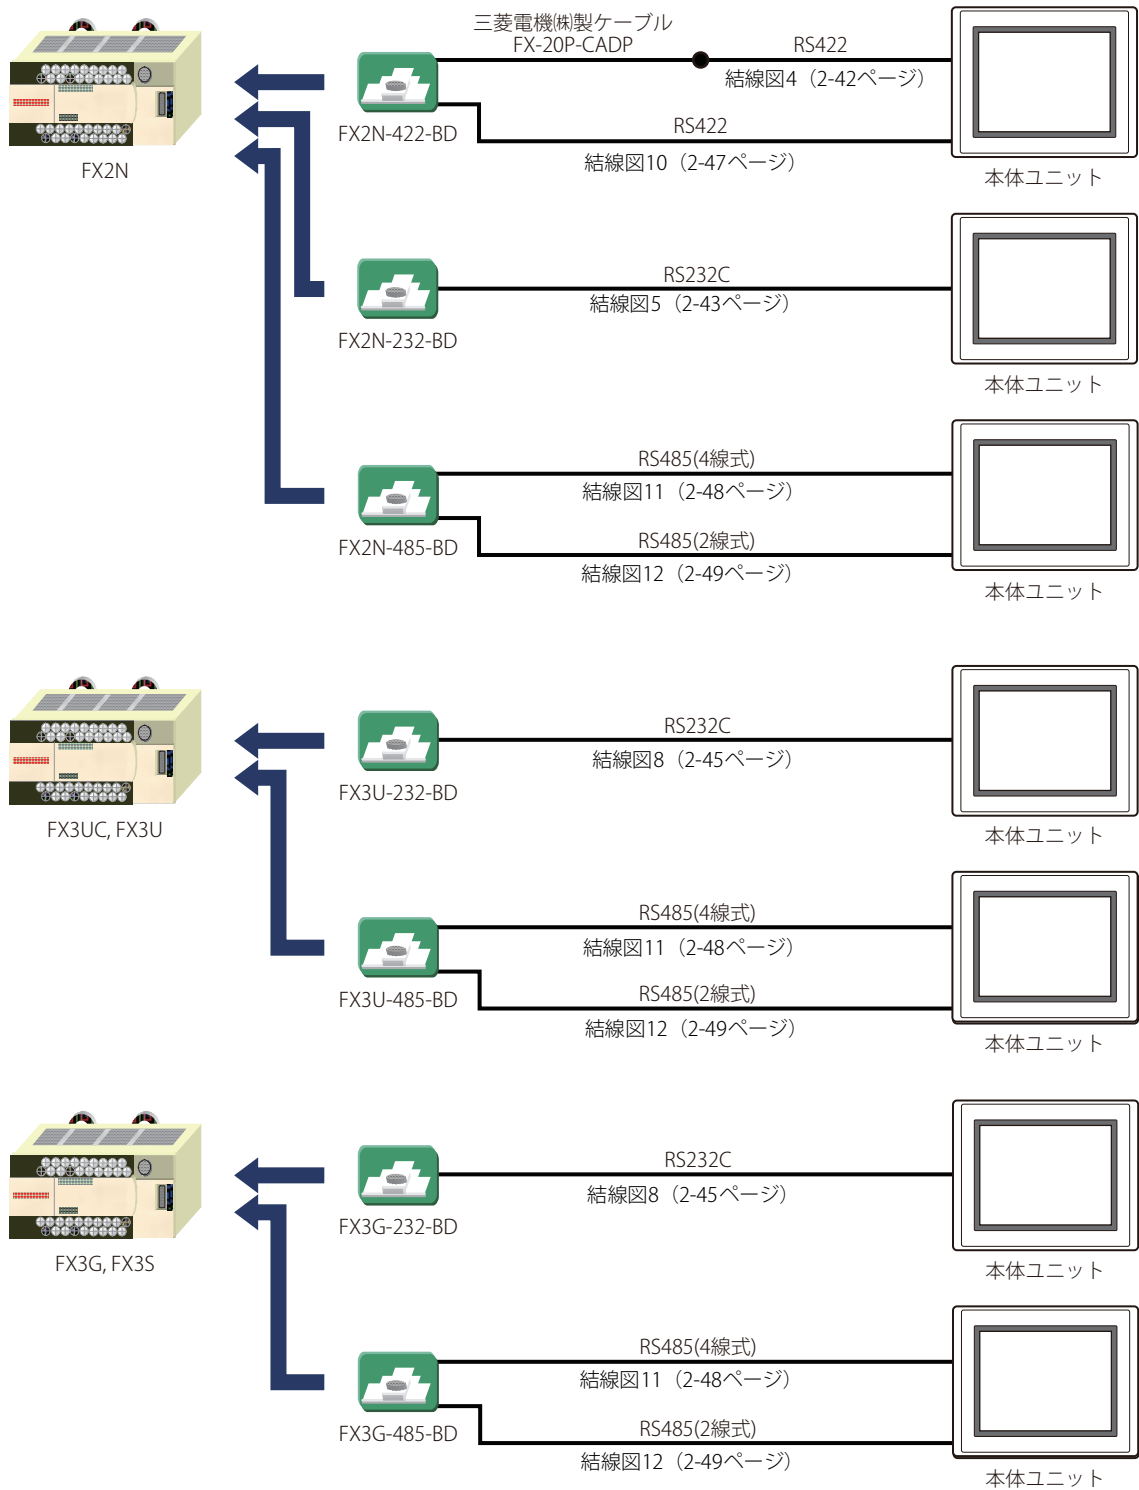 三菱電機㈱製ケーブル
FX-20P-CADP
RS422
結線図4（2-42ページ）
FX2N-422-BD
RS422
結線図10（2-47ページ）
FX2N
本体ユニット
RS232C
結線図5（2-43ページ）
FX2N-232-BD
本体ユニット
RS485(4線式)
結線図11（2-48ページ）
FX2N-485-BD
RS485(2線式)
結線図12（2-49ページ）
本体ユニット
RS232C
結線図8（2-45ページ）
FX3U-232-BD
FX3UC, FX3U
本体ユニット
RS485(4線式)
結線図11（2-48ページ）
FX3U-485-BD
RS485(2線式)
結線図12（2-49ページ）
本体ユニット
RS232C
結線図8（2-45ページ）
FX3G-232-BD
FX3G, FX3S
本体ユニット
RS485(4線式)
結線図11（2-48ページ）
FX3G-485-BD
RS485(2線式)
結線図12（2-49ページ）
本体ユニット